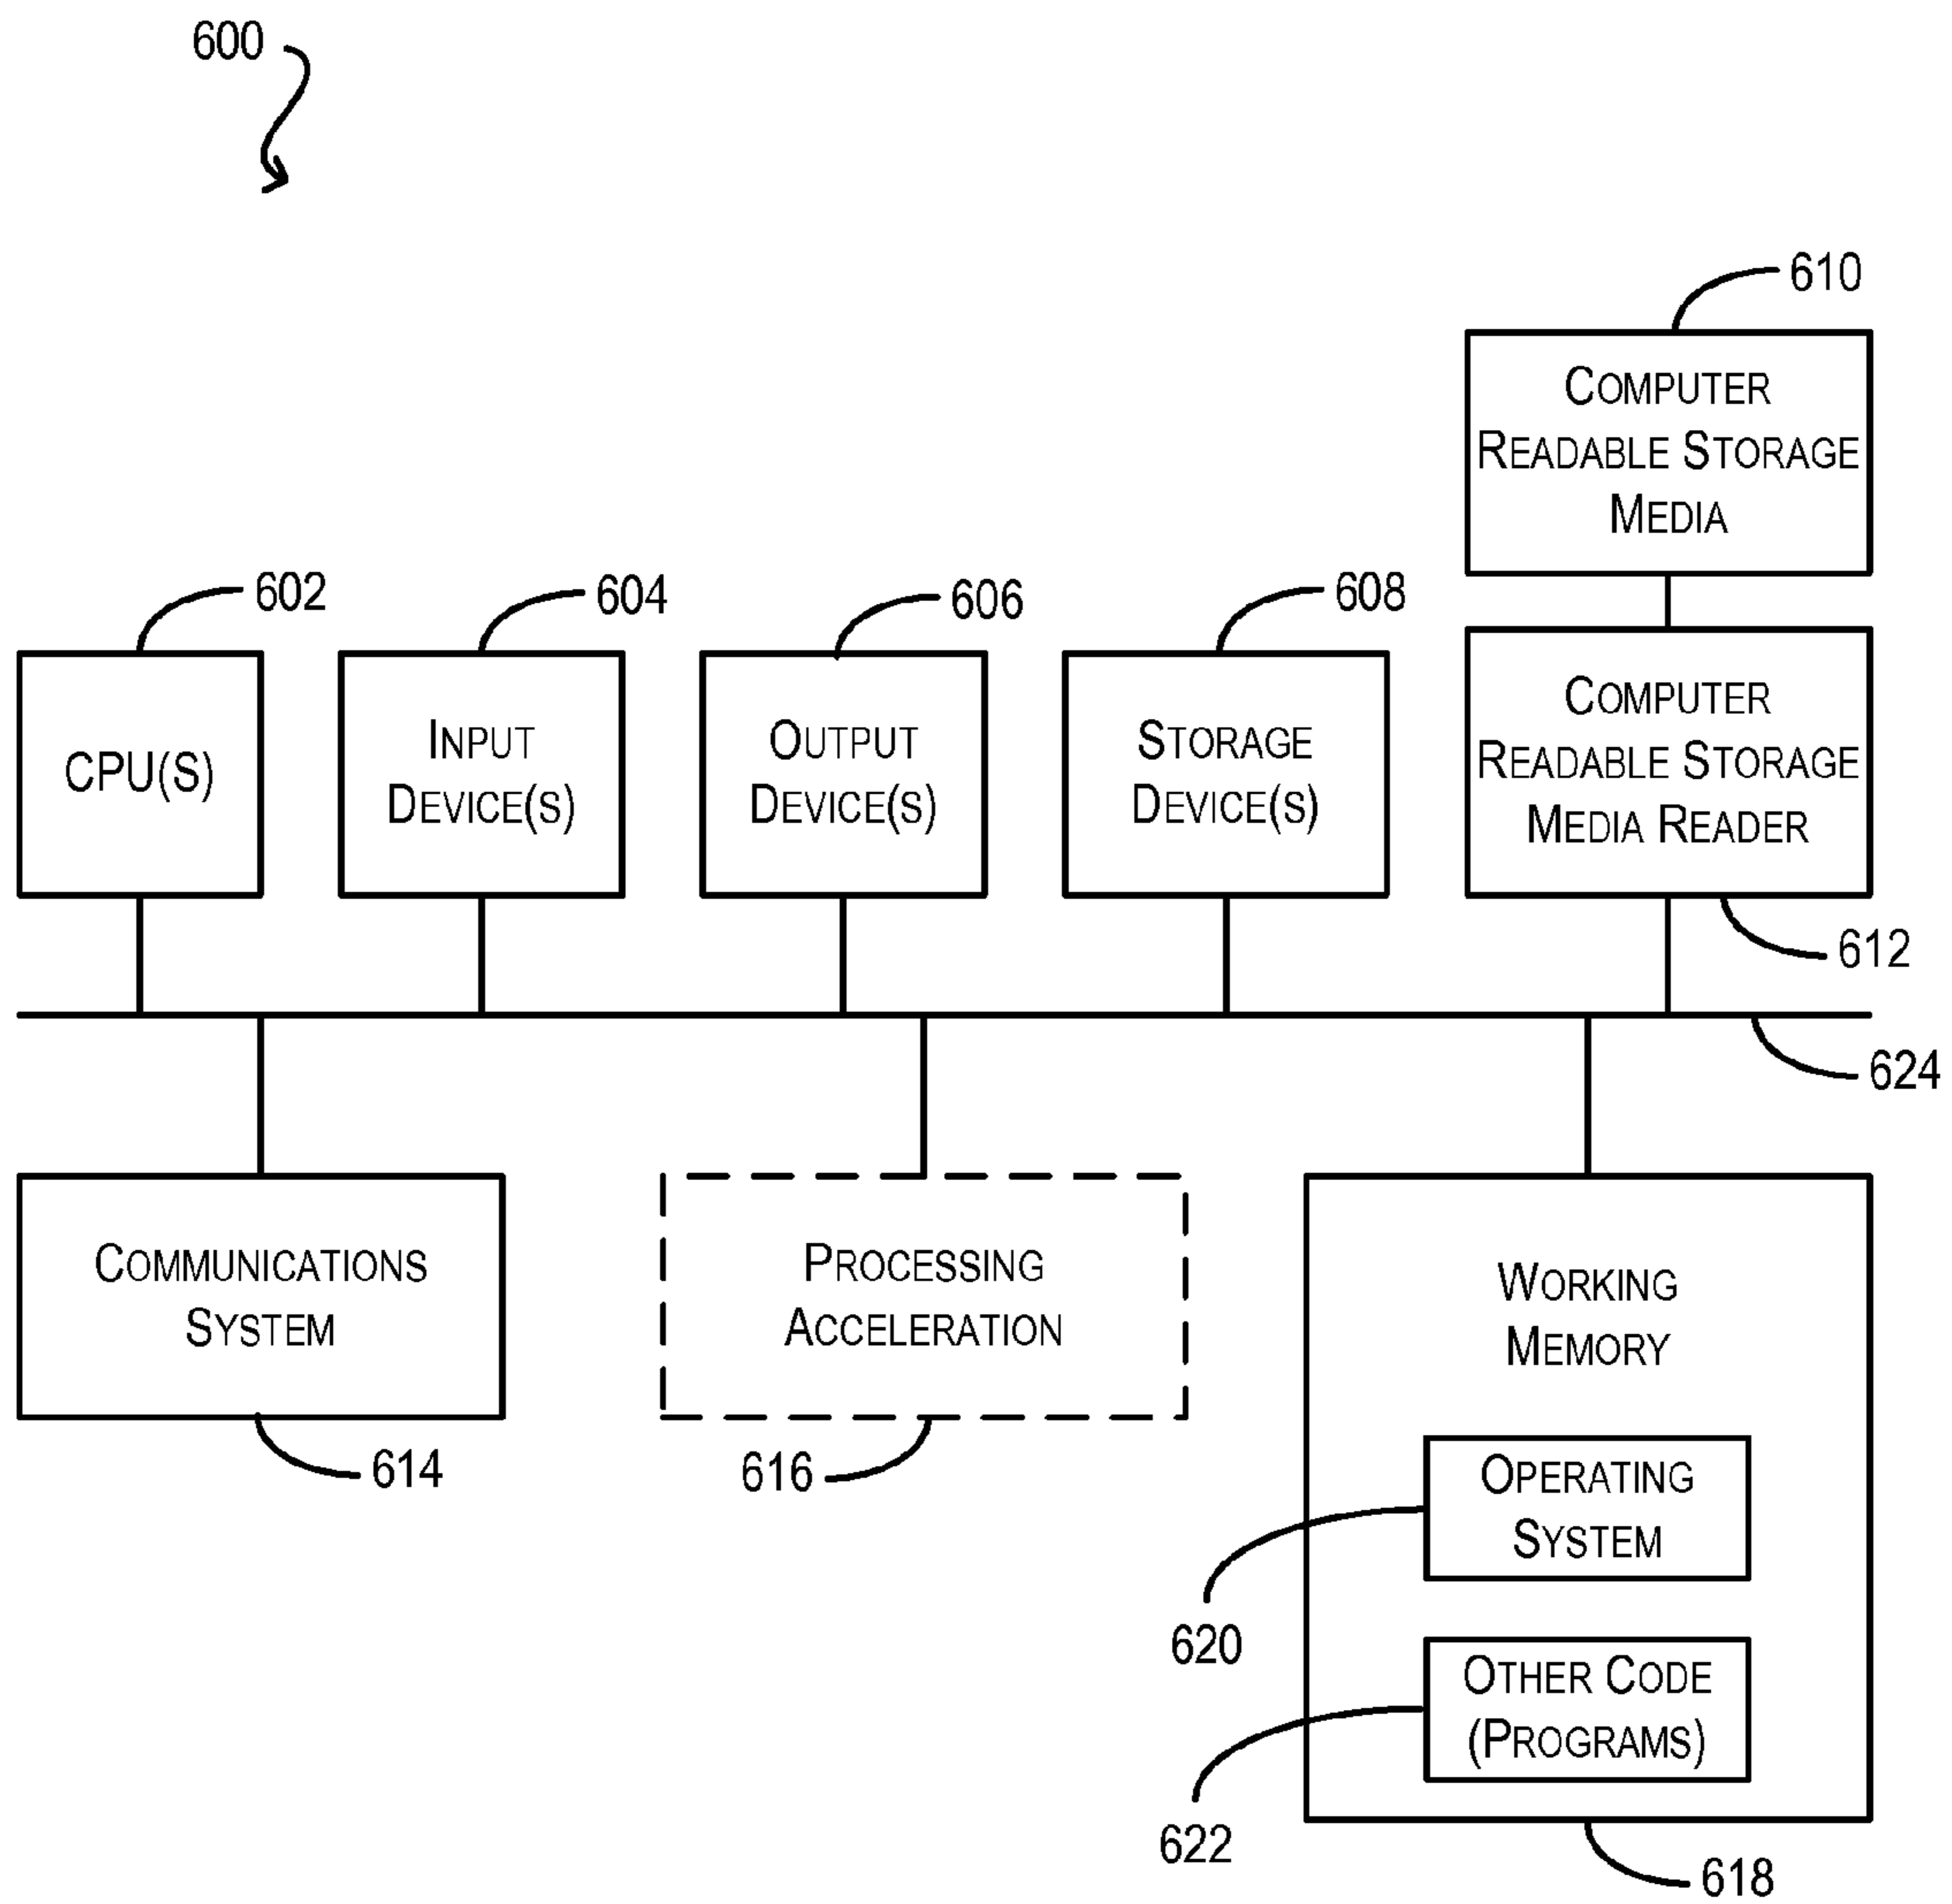 600
610
COMPUTER
READABLE STORAGE
MEDIA
602
604
606
608
CPU(S)
INPUT
DEVICE(S)
OUTPUT
DEVICE(S)
STORAGE
DEVICE(S)
COMPUTER
READABLE STORAGE
MEDIA READER
612
624
COMMUNICATIONS
SYSTEM
614
PROCESSING
ACCELERATION
616
WORKING
MEMORY
OPERATING
SYSTEM
620
OTHER CODE
(PROGRAMS)
622
618